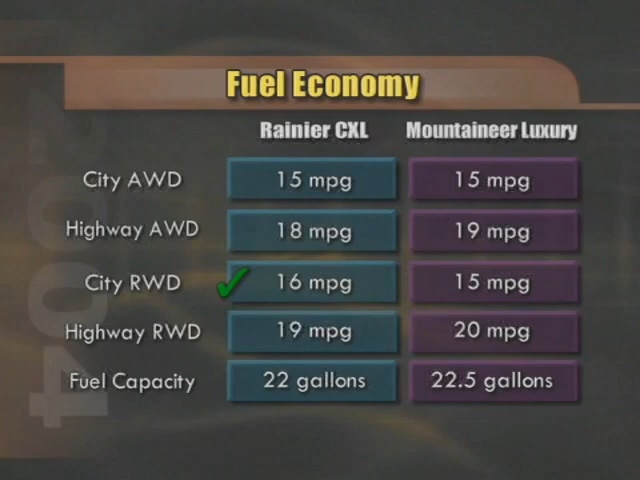 Fuel Economy
Rainier CXL Mountaineer Luxury
City AWD 15 mpg 15 mpg
Highway AWD 18 mpg 19 mpg
City RWD 16 mpg 15 mpg
Highway RWD 19 mpg 20 mpg
Fuel Capacity 22 gallons 22.5 gallons
2004